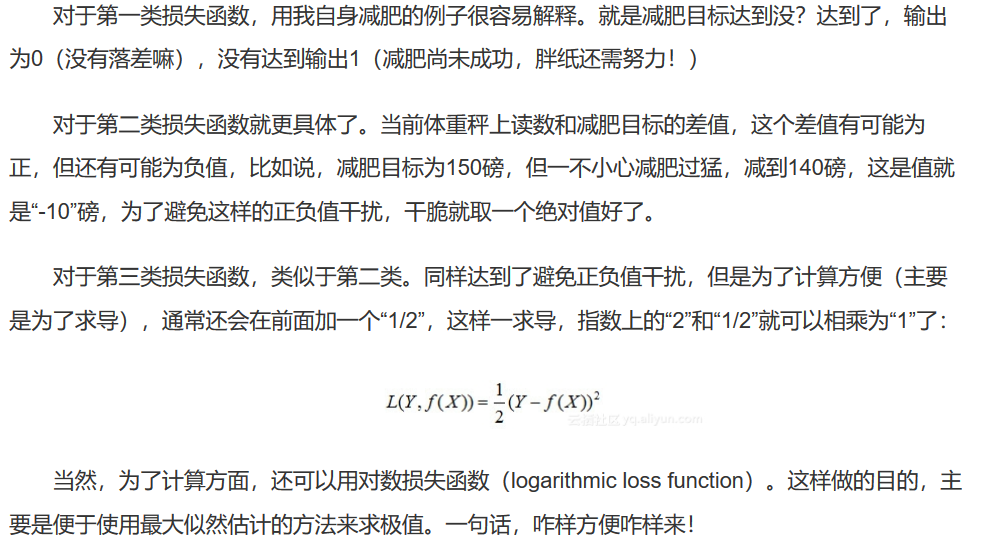 对于第一类损失函数，用我自身减肥的例子很容易解释。就是减肥目标达到没？达到了，输出
为0（没有落差嘛），没有达到输出1（减肥尚未成功，胖纸还需努力！）
对于第二类损失函数就更具体了。当前体重秤上读数和减肥目标的差值，这个差值有可能为
正，但还有可能为负值，比如说，减肥目标为150磅，但一不小心减肥过猛，减到140磅，这是值就
是“-10”磅，为了避免这样的正负值干扰，干脆就取一个绝对值好了。
对于第三类损失函数，类似于第二类。同样达到了避免正负值干扰，但是为了计算方便（主要
是为了求导），通常还会在前面加一个“1/2”，这样一求导，指数上的“2”和“1/2”就可以相乘为“1”了：
L(Y, f(X)) = 1/2 (Y − f(X))²
云栖社区 yq.aliyun.com
当然，为了计算方面，还可以用对数损失函数（logarithmic loss function）。这样做的目的，主
要是便于使用最大似然估计的方法来求极值。一句话，咋样方便咋样来！